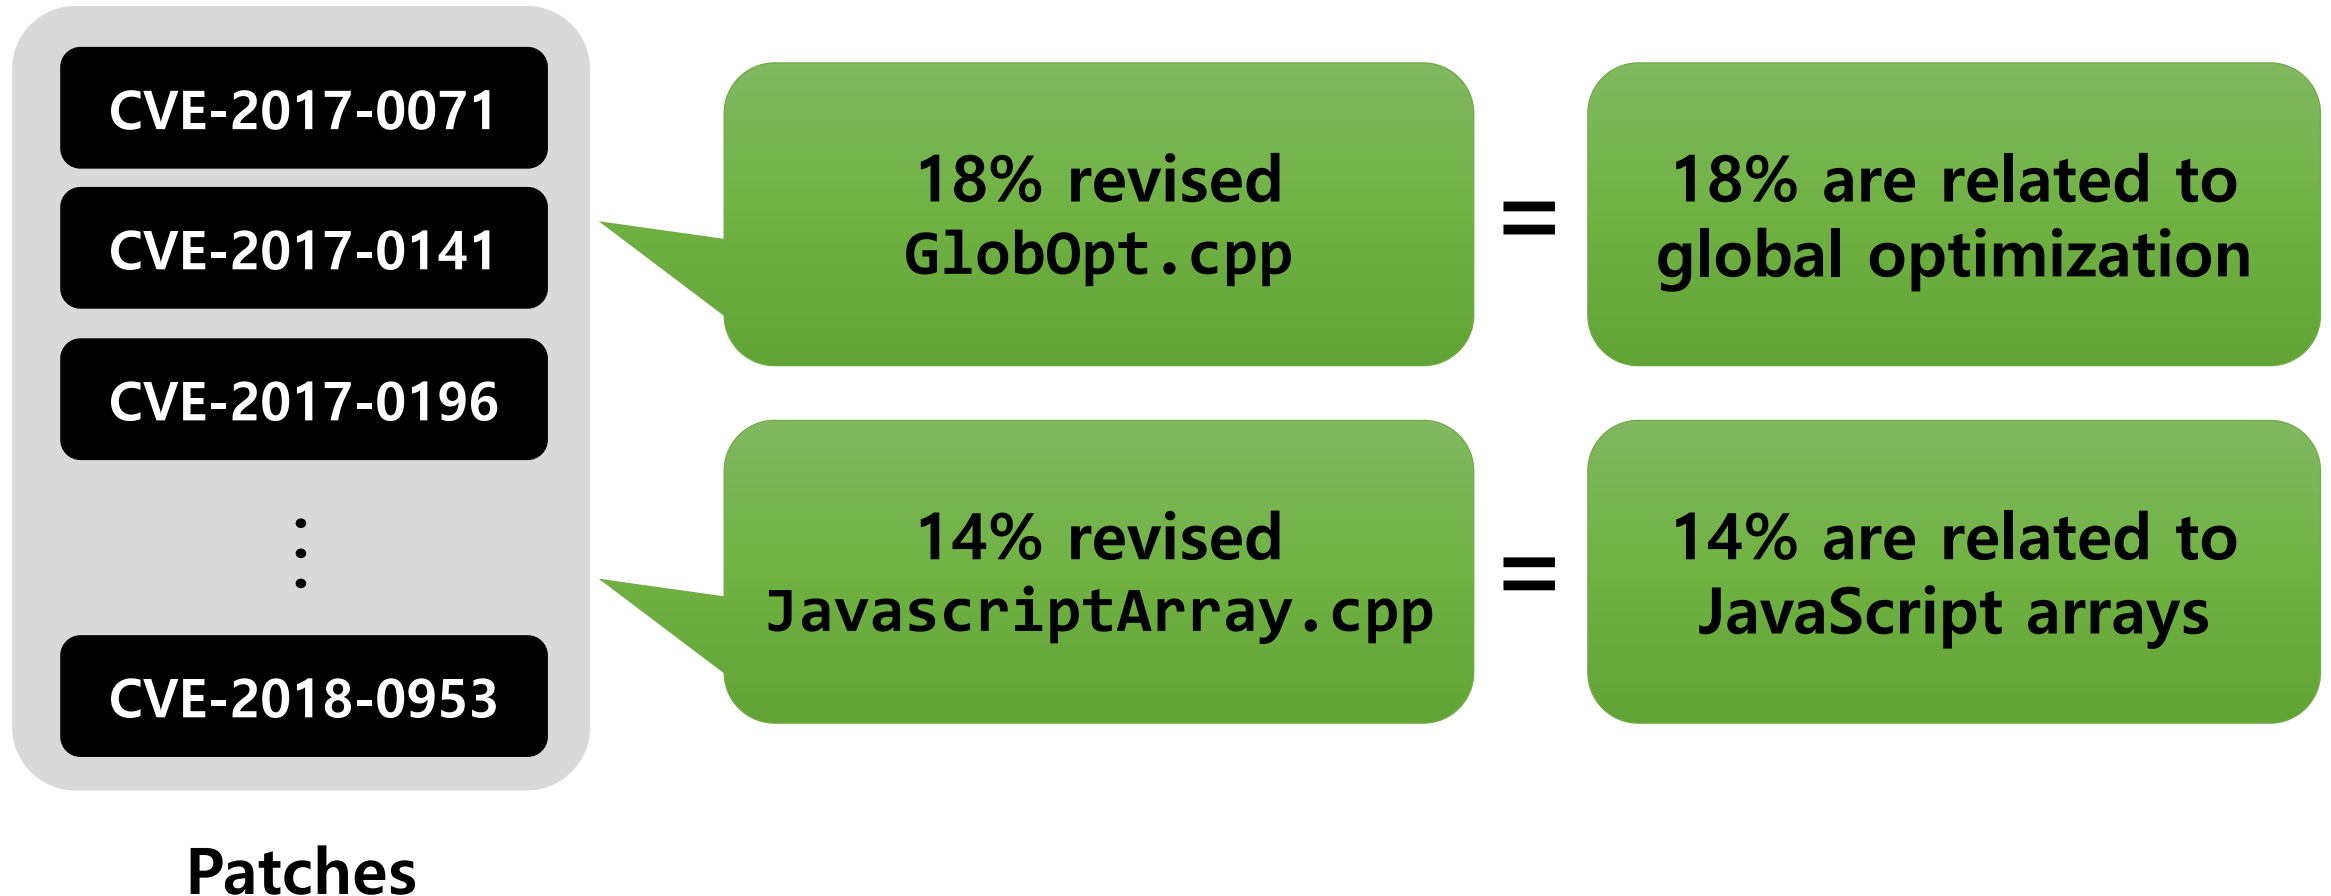 CVE-2017-0071
CVE-2017-0141
CVE-2017-0196
⋮
CVE-2018-0953
Patches
18% revised
GlobOpt.cpp
=
18% are related to
global optimization
14% revised
JavascriptArray.cpp
=
14% are related to
JavaScript arrays